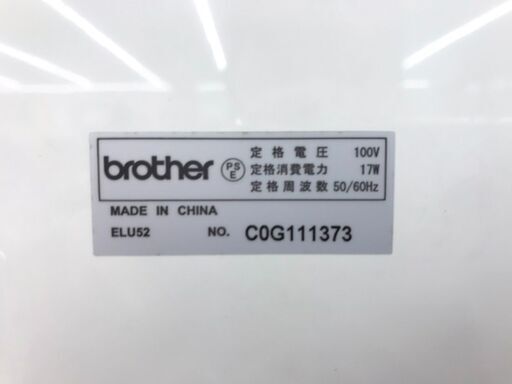 brother PS E 定格電圧 100V
定格消費電力 17W
定格周波数 50/60Hz
MADE IN CHINA
ELU52 NO. C0G111373